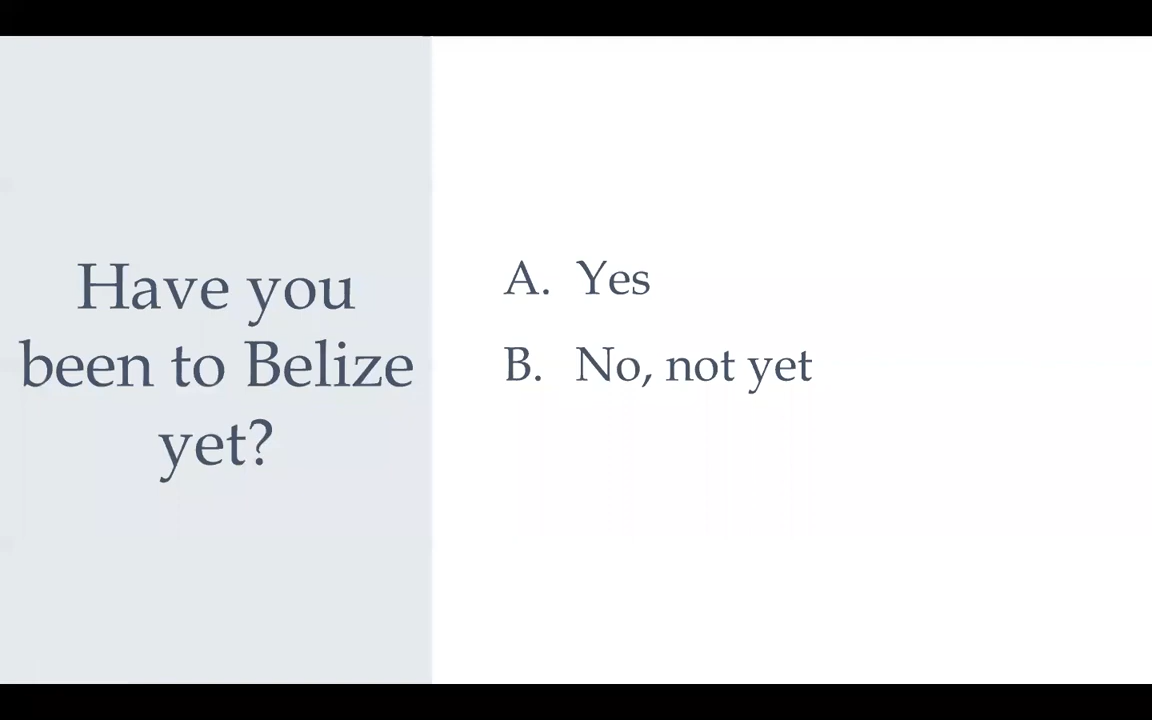 Have you
been to Belize
yet?
A. Yes
B. No, not yet